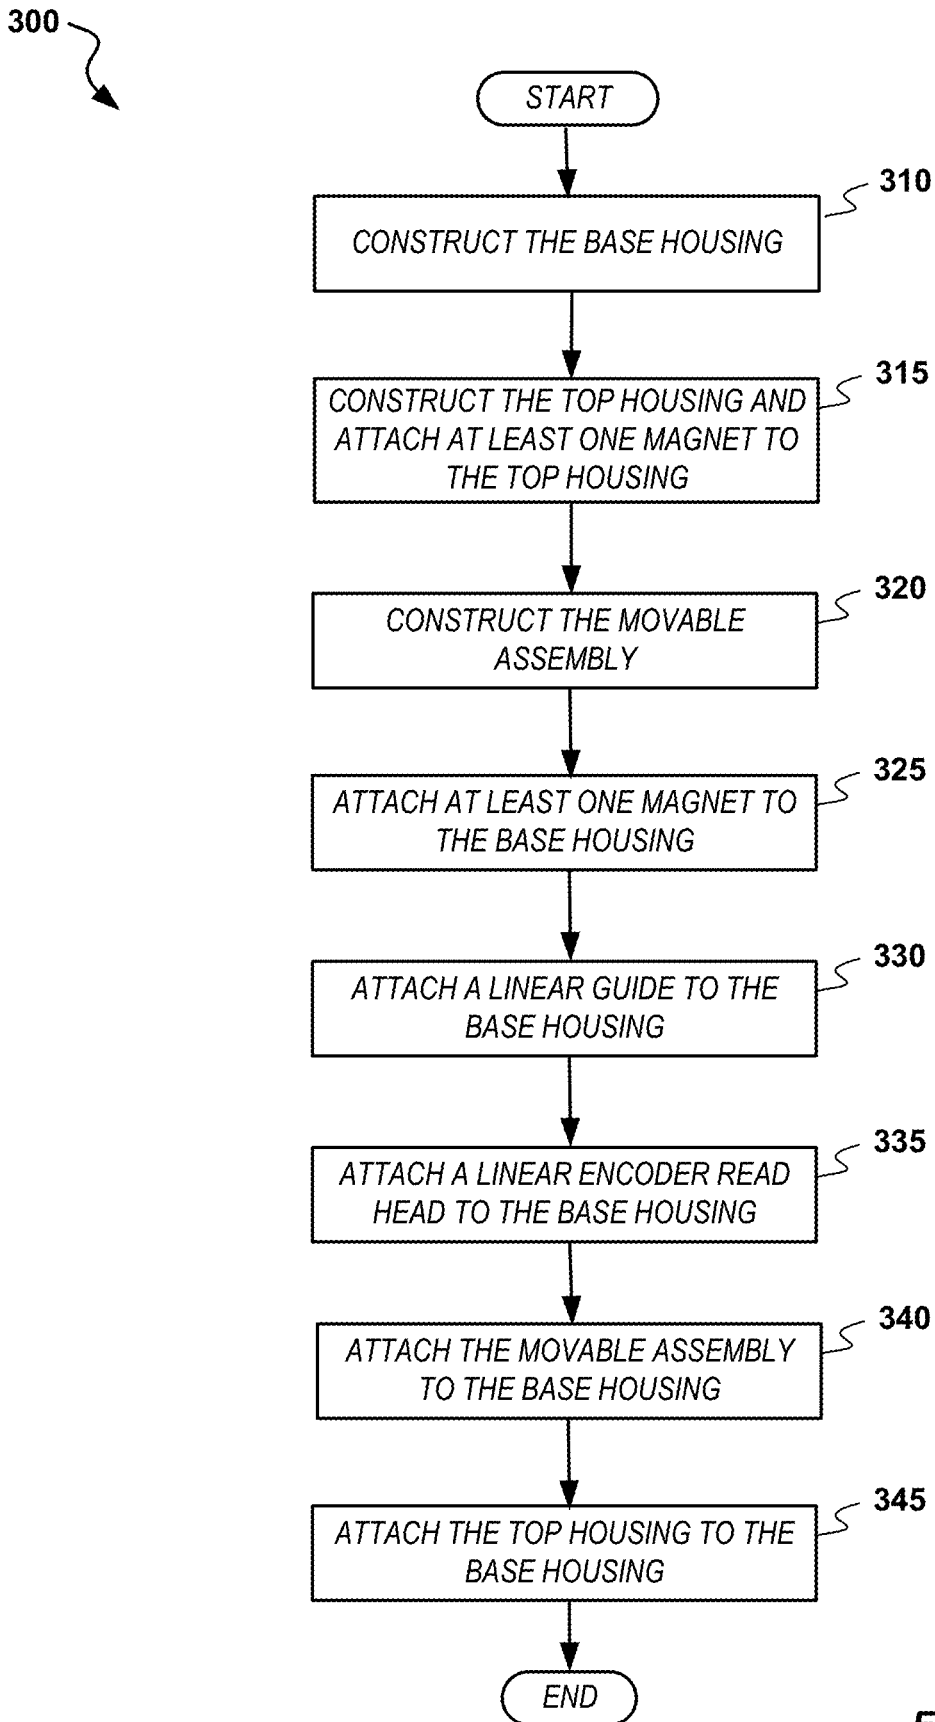 300
START
310
CONSTRUCT THE BASE HOUSING
315
CONSTRUCT THE TOP HOUSING AND
ATTACH AT LEAST ONE MAGNET TO
THE TOP HOUSING
320
CONSTRUCT THE MOVABLE
ASSEMBLY
325
ATTACH AT LEAST ONE MAGNET TO
THE BASE HOUSING
330
ATTACH A LINEAR GUIDE TO THE
BASE HOUSING
335
ATTACH A LINEAR ENCODER READ
HEAD TO THE BASE HOUSING
340
ATTACH THE MOVABLE ASSEMBLY
TO THE BASE HOUSING
345
ATTACH THE TOP HOUSING TO THE
BASE HOUSING
END